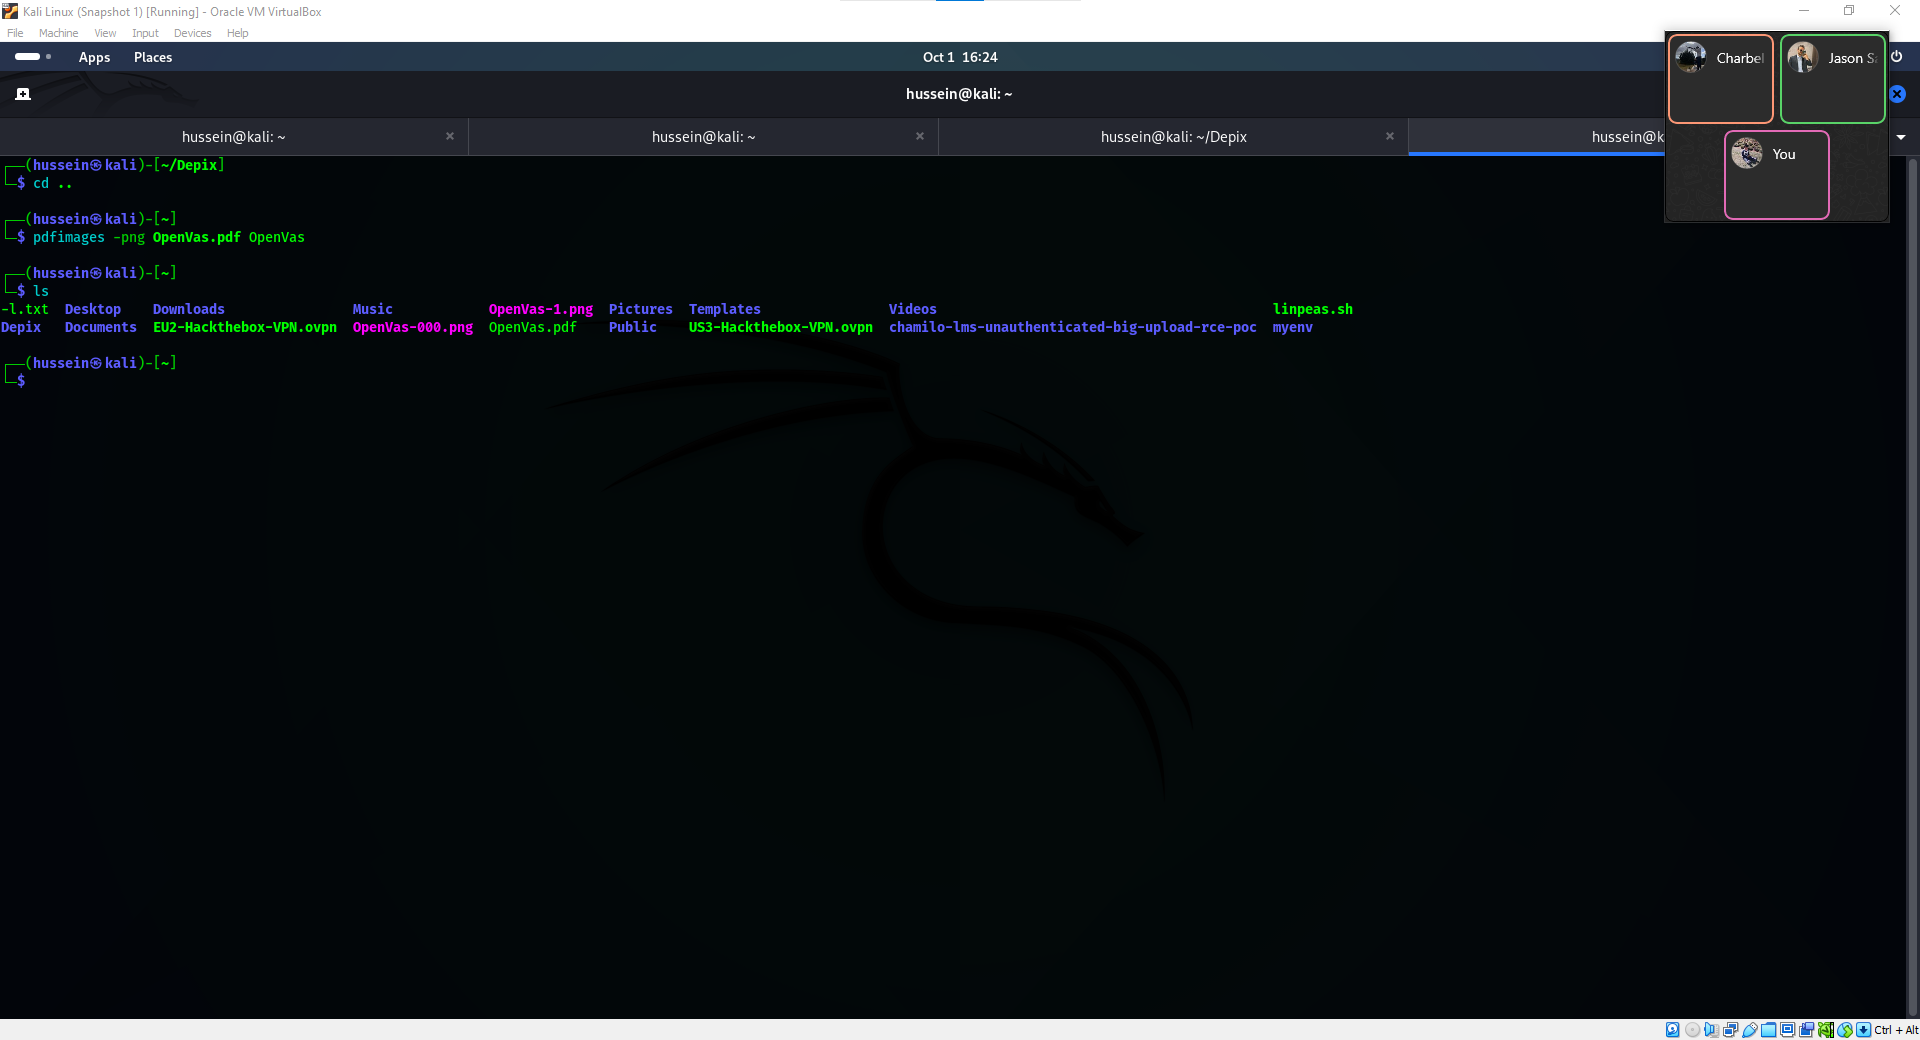 Kali Linux (Snapshot 1) [Running] - Oracle VM VirtualBox
File Machine View Input Devices Help
Apps Places Oct 1 16:24
hussein@kali: ~
hussein@kali: ~ hussein@kali: ~ hussein@kali: ~/Depix hussein@k
Charbel Jason S
You
(hussein㉿kali)-[~/Depix]
$ cd ..
(hussein㉿kali)-[~]
$ pdfimages -png OpenVas.pdf OpenVas
(hussein㉿kali)-[~]
$ ls
-l.txt Desktop Downloads Music OpenVas-1.png Pictures Templates Videos linpeas.sh
Depix Documents EU2-Hackthebox-VPN.ovpn OpenVas-000.png OpenVas.pdf Public US3-Hackthebox-VPN.ovpn chamilo-lms-unauthenticated-big-upload-rce-poc myenv
(hussein㉿kali)-[~]
$
Ctrl + Alt